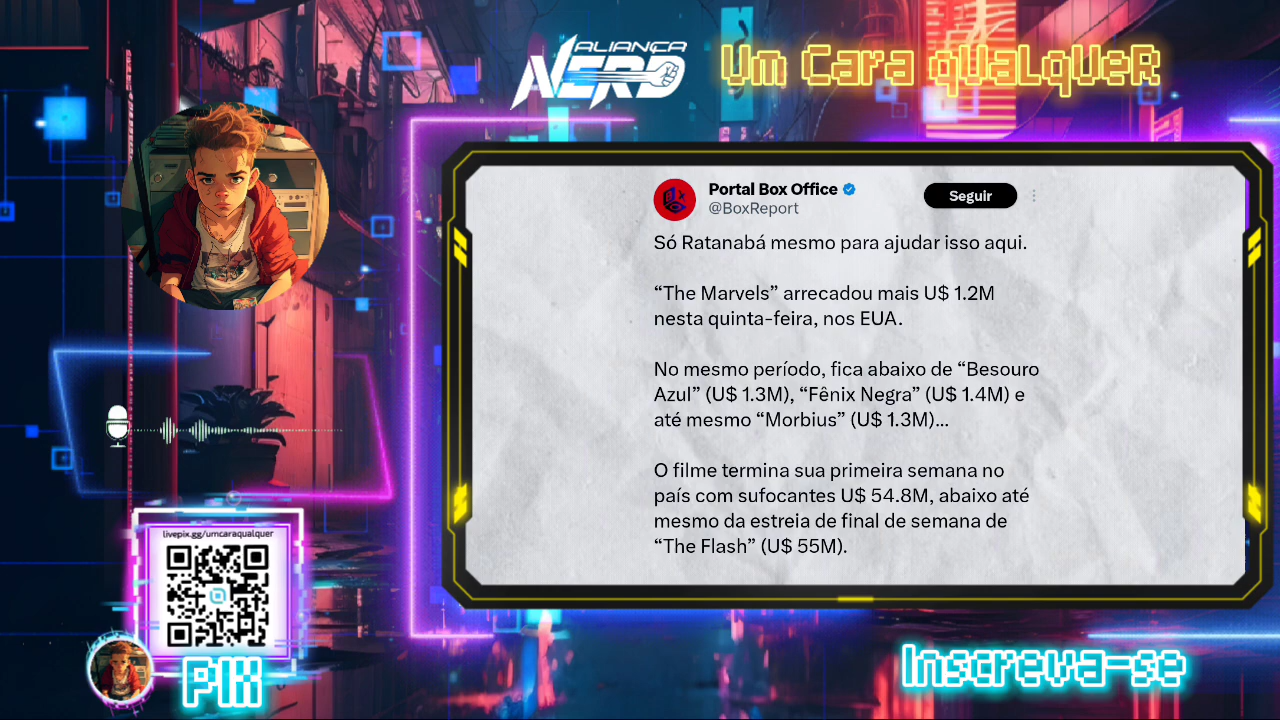 ALIANÇA
NERD
Um Cara qUaLqUeR
Portal Box Office
@BoxReport
Seguir
Só Ratanabá mesmo para ajudar isso aqui.
“The Marvels” arrecadou mais U$ 1.2M
nesta quinta-feira, nos EUA.
No mesmo período, fica abaixo de “Besouro
Azul” (U$ 1.3M), “Fênix Negra” (U$ 1.4M) e
até mesmo “Morbius” (U$ 1.3M)...
O filme termina sua primeira semana no
país com sufocantes U$ 54.8M, abaixo até
mesmo da estreia de final de semana de
“The Flash” (U$ 55M).
livepix.gg/umcaraqualquer
PIX
Inscreva-se